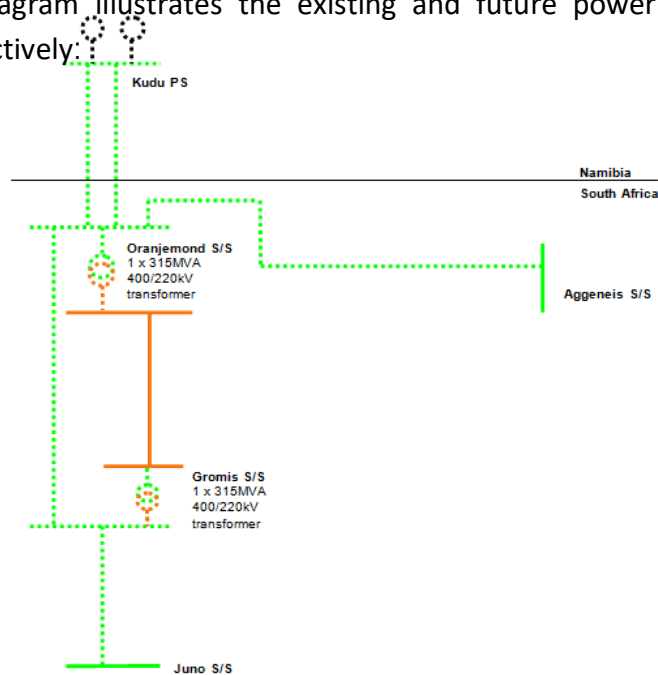 agram illustrates the existing and future power
ctively:
Kudu PS
Namibia
South Africa
Oranjemond S/S
1 x 315MVA
400/220kV
transformer
Aggeneis S/S
Gromis S/S
1 x 315MVA
400/220kV
transformer
Juno S/S